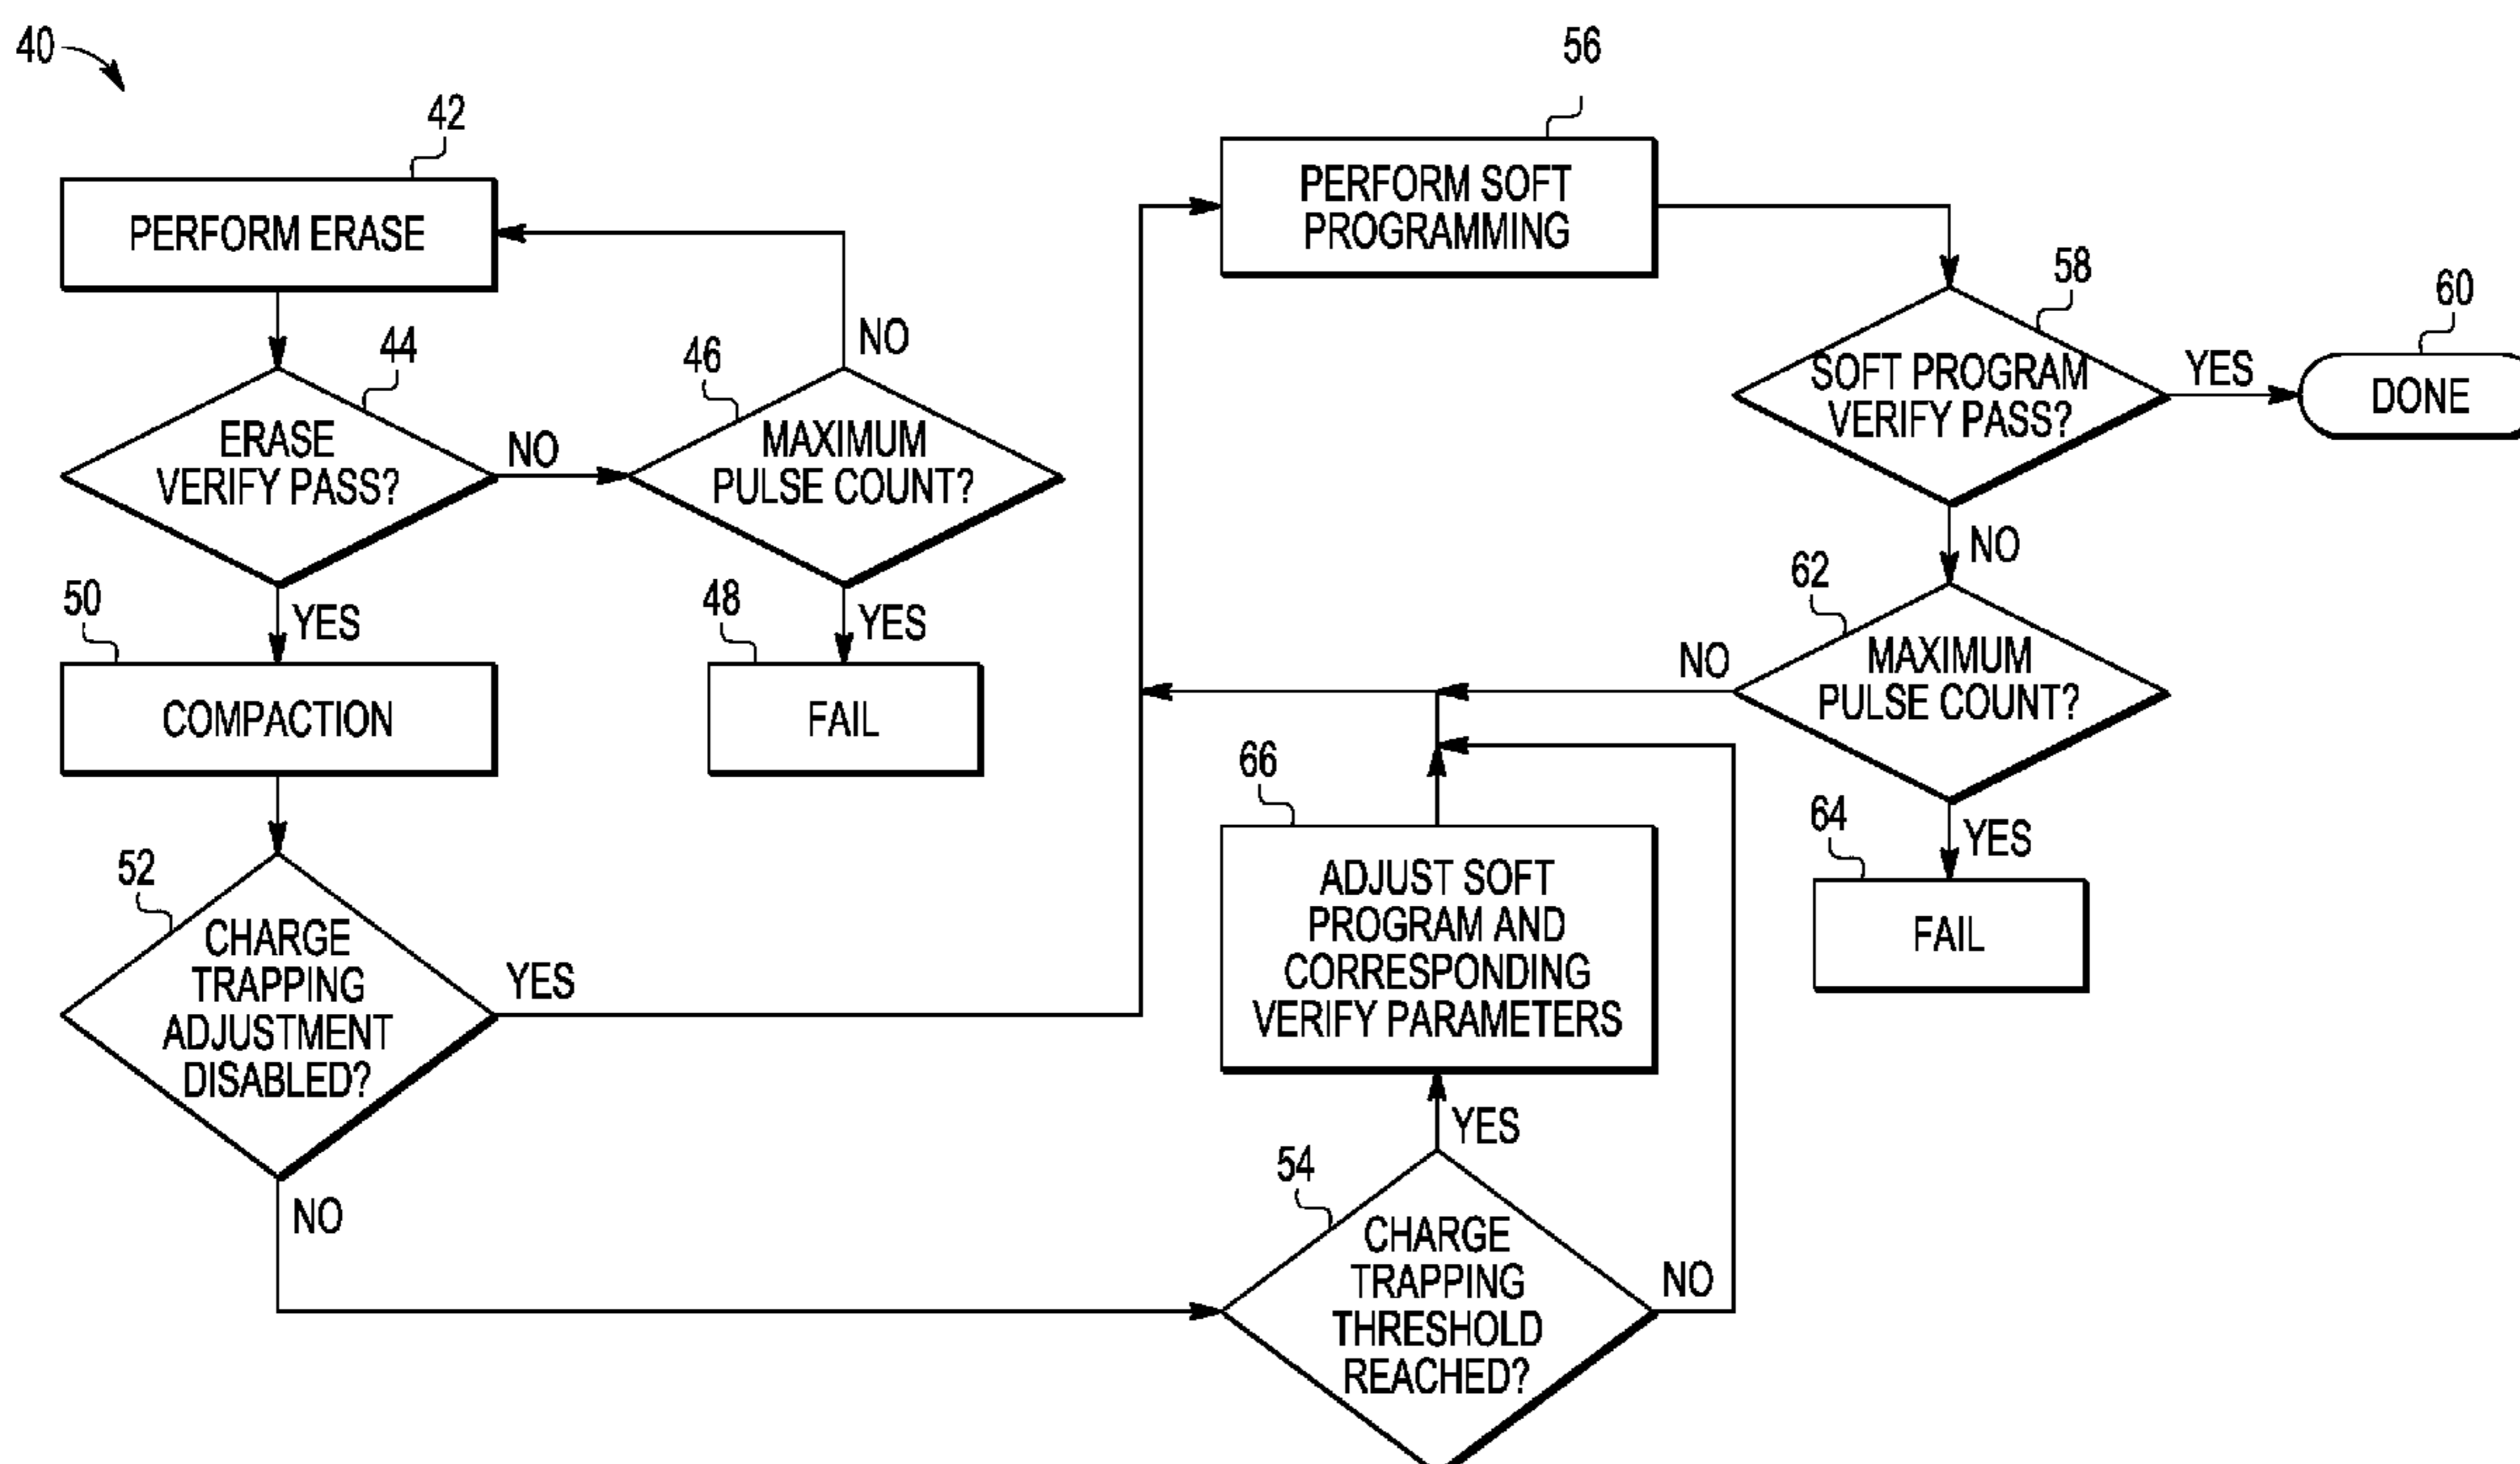 40
42
PERFORM ERASE
44
ERASE
VERIFY PASS?
NO
46
MAXIMUM
PULSE COUNT?
NO
YES
48
FAIL
YES
50
COMPACTION
52
CHARGE
TRAPPING
ADJUSTMENT
DISABLED?
YES
NO
54
CHARGE
TRAPPING
THRESHOLD
REACHED?
NO
YES
66
ADJUST SOFT
PROGRAM AND
CORRESPONDING
VERIFY PARAMETERS
56
PERFORM SOFT
PROGRAMMING
58
SOFT PROGRAM
VERIFY PASS?
YES
60
DONE
NO
62
MAXIMUM
PULSE COUNT?
NO
YES
64
FAIL